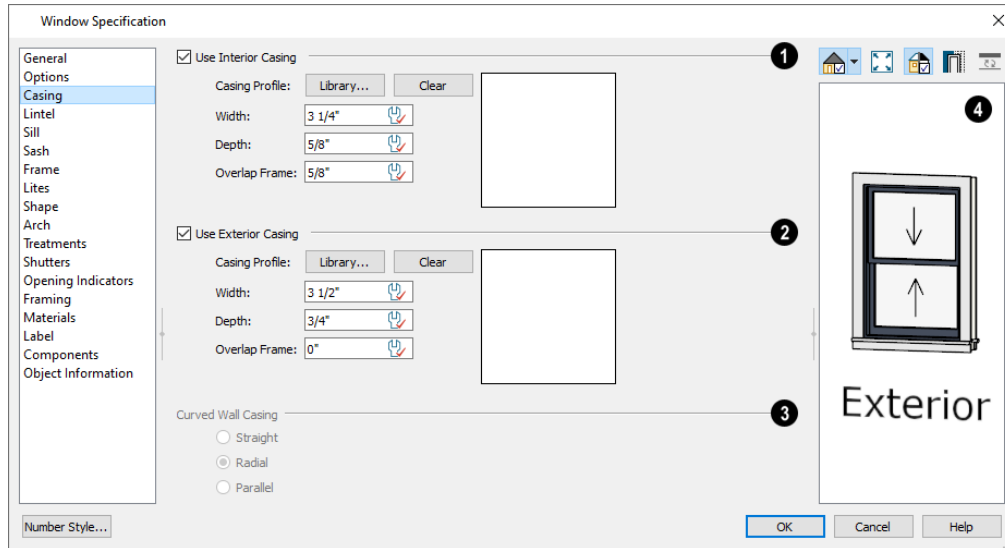 Window Specification
General
Options
Casing
Lintel
Sill
Sash
Frame
Lites
Shape
Arch
Treatments
Shutters
Opening Indicators
Framing
Materials
Label
Components
Object Information
Use Interior Casing
1
Casing Profile: Library... Clear
Width: 3 1/4"
Depth: 5/8"
Overlap Frame: 5/8"
Use Exterior Casing
2
Casing Profile: Library... Clear
Width: 3 1/2"
Depth: 3/4"
Overlap Frame: 0"
Curved Wall Casing
3
Straight
Radial
Parallel
4
Exterior
Number Style... OK Cancel Help